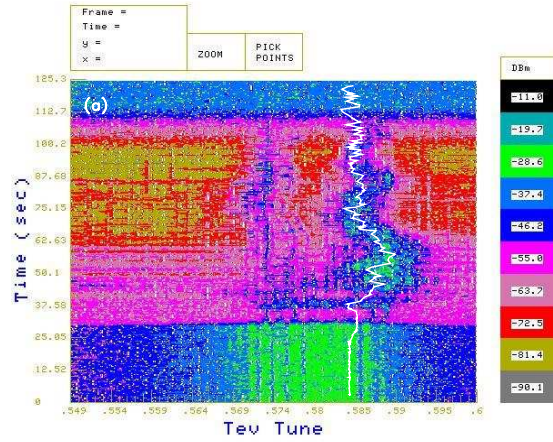 Frame =
Time =
y =
x =
ZOOM
PICK
POINTS
DBm
125.3
112.7
100.2
87.68
75.15
62.63
50.1
37.58
25.05
12.52
0
Time (sec)
(a)
-11.0
-19.7
-28.6
-37.4
-46.2
-55.0
-63.7
-72.5
-81.4
-90.1
.549 .554 .559 .564 .569 .574 .58 .585 .59 .595 .6
Tev Tune